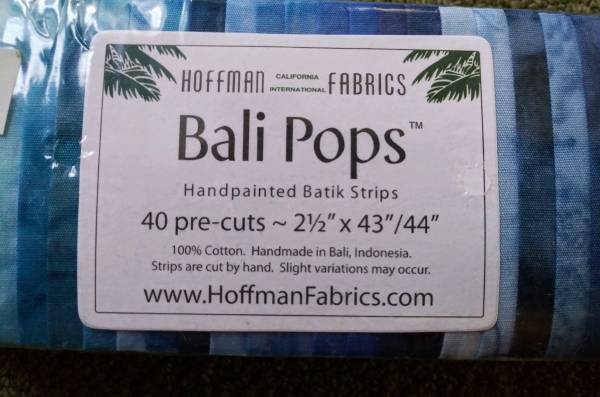 HOFFMAN CALIFORNIA INTERNATIONAL FABRICS
Bali Pops™
Handpainted Batik Strips
40 pre-cuts ~ 2½" x 43"/44"
100% Cotton. Handmade in Bali, Indonesia.
Strips are cut by hand. Slight variations may occur.
www.HoffmanFabrics.com